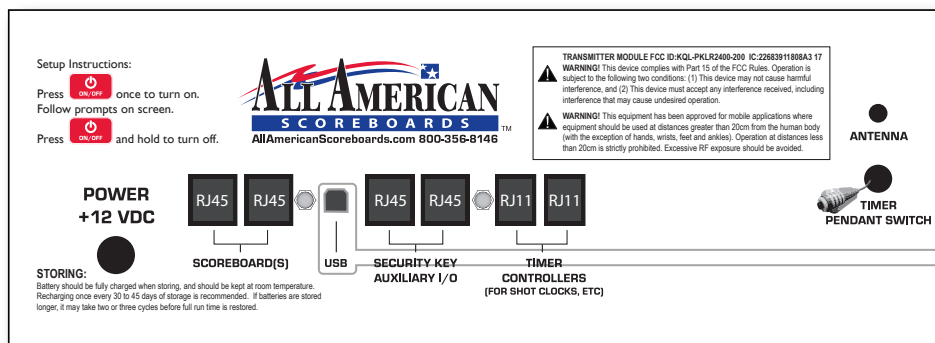 Setup Instructions:
Press ON/OFF once to turn on.
Follow prompts on screen.
Press ON/OFF and hold to turn off.
ALL AMERICAN
SCOREBOARDS TM
AllAmericanScoreboards.com 800-356-8146
TRANSMITTER MODULE FCC ID:KQL-PKLR2400-200 IC:22683911808A3 17
WARNING! This device complies with Part 15 of the FCC Rules. Operation is
subject to the following two conditions: (1) This device may not cause harmful
interference, and (2) This device must accept any interference received, including
interference that may cause undesired operation.
WARNING! This equipment has been approved for mobile applications where
equipment should be used at distances greater than 20cm from the human body
(with the exception of hands, wrists, feet and ankles). Operation at distances less
than 20cm is strictly prohibited. Excessive RF exposure should be avoided.
ANTENNA
TIMER
PENDANT SWITCH
POWER
+12 VDC
RJ45 RJ45 RJ45 RJ45 RJ11 RJ11
SCOREBOARD(S)
USB
SECURITY KEY
AUXILIARY I/O
TIMER
CONTROLLERS
(FOR SHOT CLOCKS, ETC)
STORING:
Battery should be fully charged when storing, and should be kept at room temperature.
Recharging once every 30 to 45 days of storage is recommended. If batteries are stored
longer, it may take two or three cycles before full run time is restored.